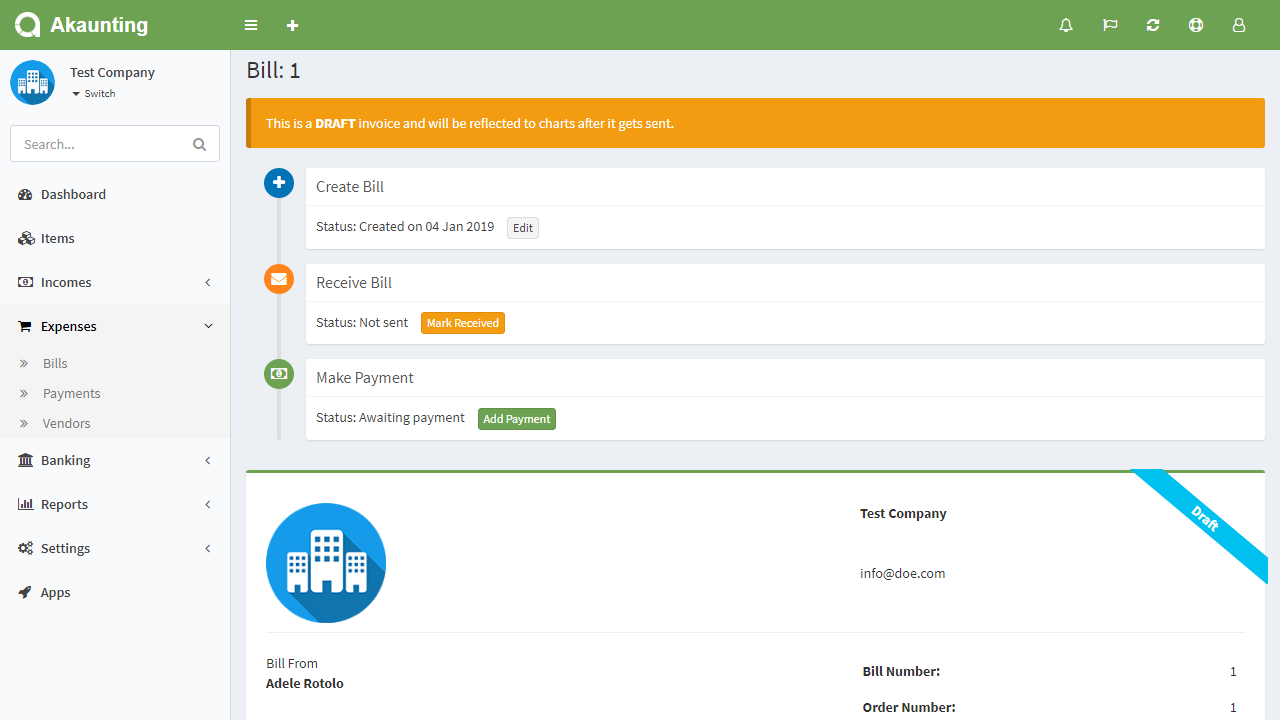 Akaunting
Test Company
Switch
Search...
Dashboard
Items
Incomes
Expenses
Bills
Payments
Vendors
Banking
Reports
Settings
Apps
Bill: 1
This is a DRAFT invoice and will be reflected to charts after it gets sent.
Create Bill
Status: Created on 04 Jan 2019 Edit
Receive Bill
Status: Not sent Mark Received
Make Payment
Status: Awaiting payment Add Payment
Test Company
Draft
info@doe.com
Bill From
Adele Rotolo
Bill Number: 1
Order Number: 1